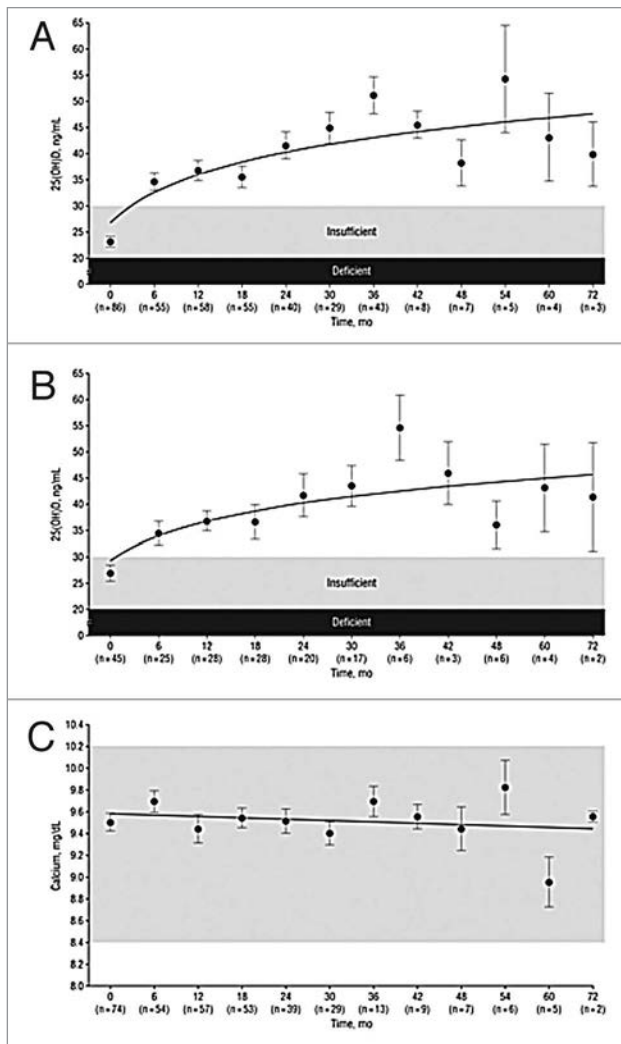 A
65
60
55
50
45
40
35
30
25
20
0
25(OH)D, ng/mL
Insufficient
Deficient
0 6 12 18 24 30 36 42 48 54 60 72
(n=86) (n=55) (n=58) (n=55) (n=40) (n=29) (n=43) (n=8) (n=7) (n=5) (n=4) (n=3)
Time, mo
B
65
60
55
50
45
40
35
30
25
20
0
25(OH)D, ng/mL
Insufficient
Deficient
0 6 12 18 24 30 36 42 48 60 72
(n=45) (n=25) (n=28) (n=28) (n=20) (n=17) (n=6) (n=3) (n=6) (n=4) (n=2)
Time, mo
C
10.4
10.2
10.0
9.8
9.6
9.4
9.2
9.0
8.8
8.6
8.4
8.2
8.0
Calcium, mg/dL
0 6 12 18 24 30 36 42 48 54 60 72
(n=74) (n=54) (n=57) (n=53) (n=39) (n=29) (n=13) (n=9) (n=7) (n=6) (n=5) (n=2)
Time, mo